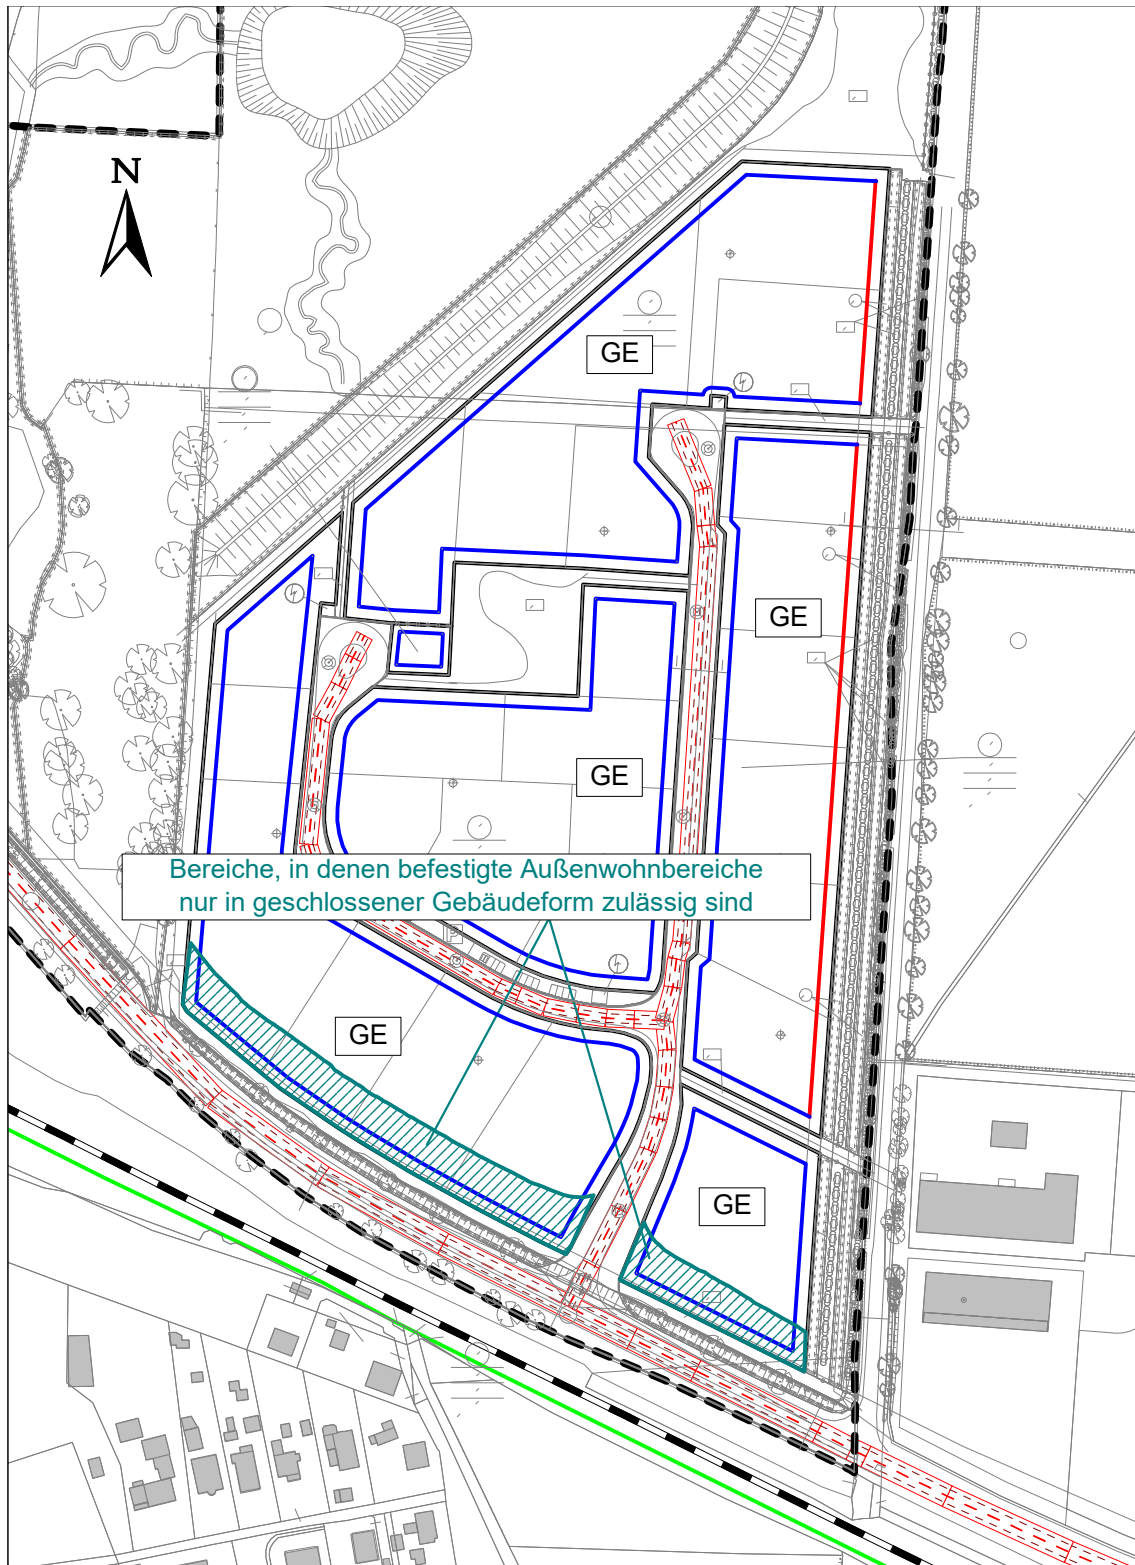 N
GE
GE
GE
Bereiche, in denen befestigte Außenwohnbereiche
nur in geschlossener Gebäudeform zulässig sind
GE
GE